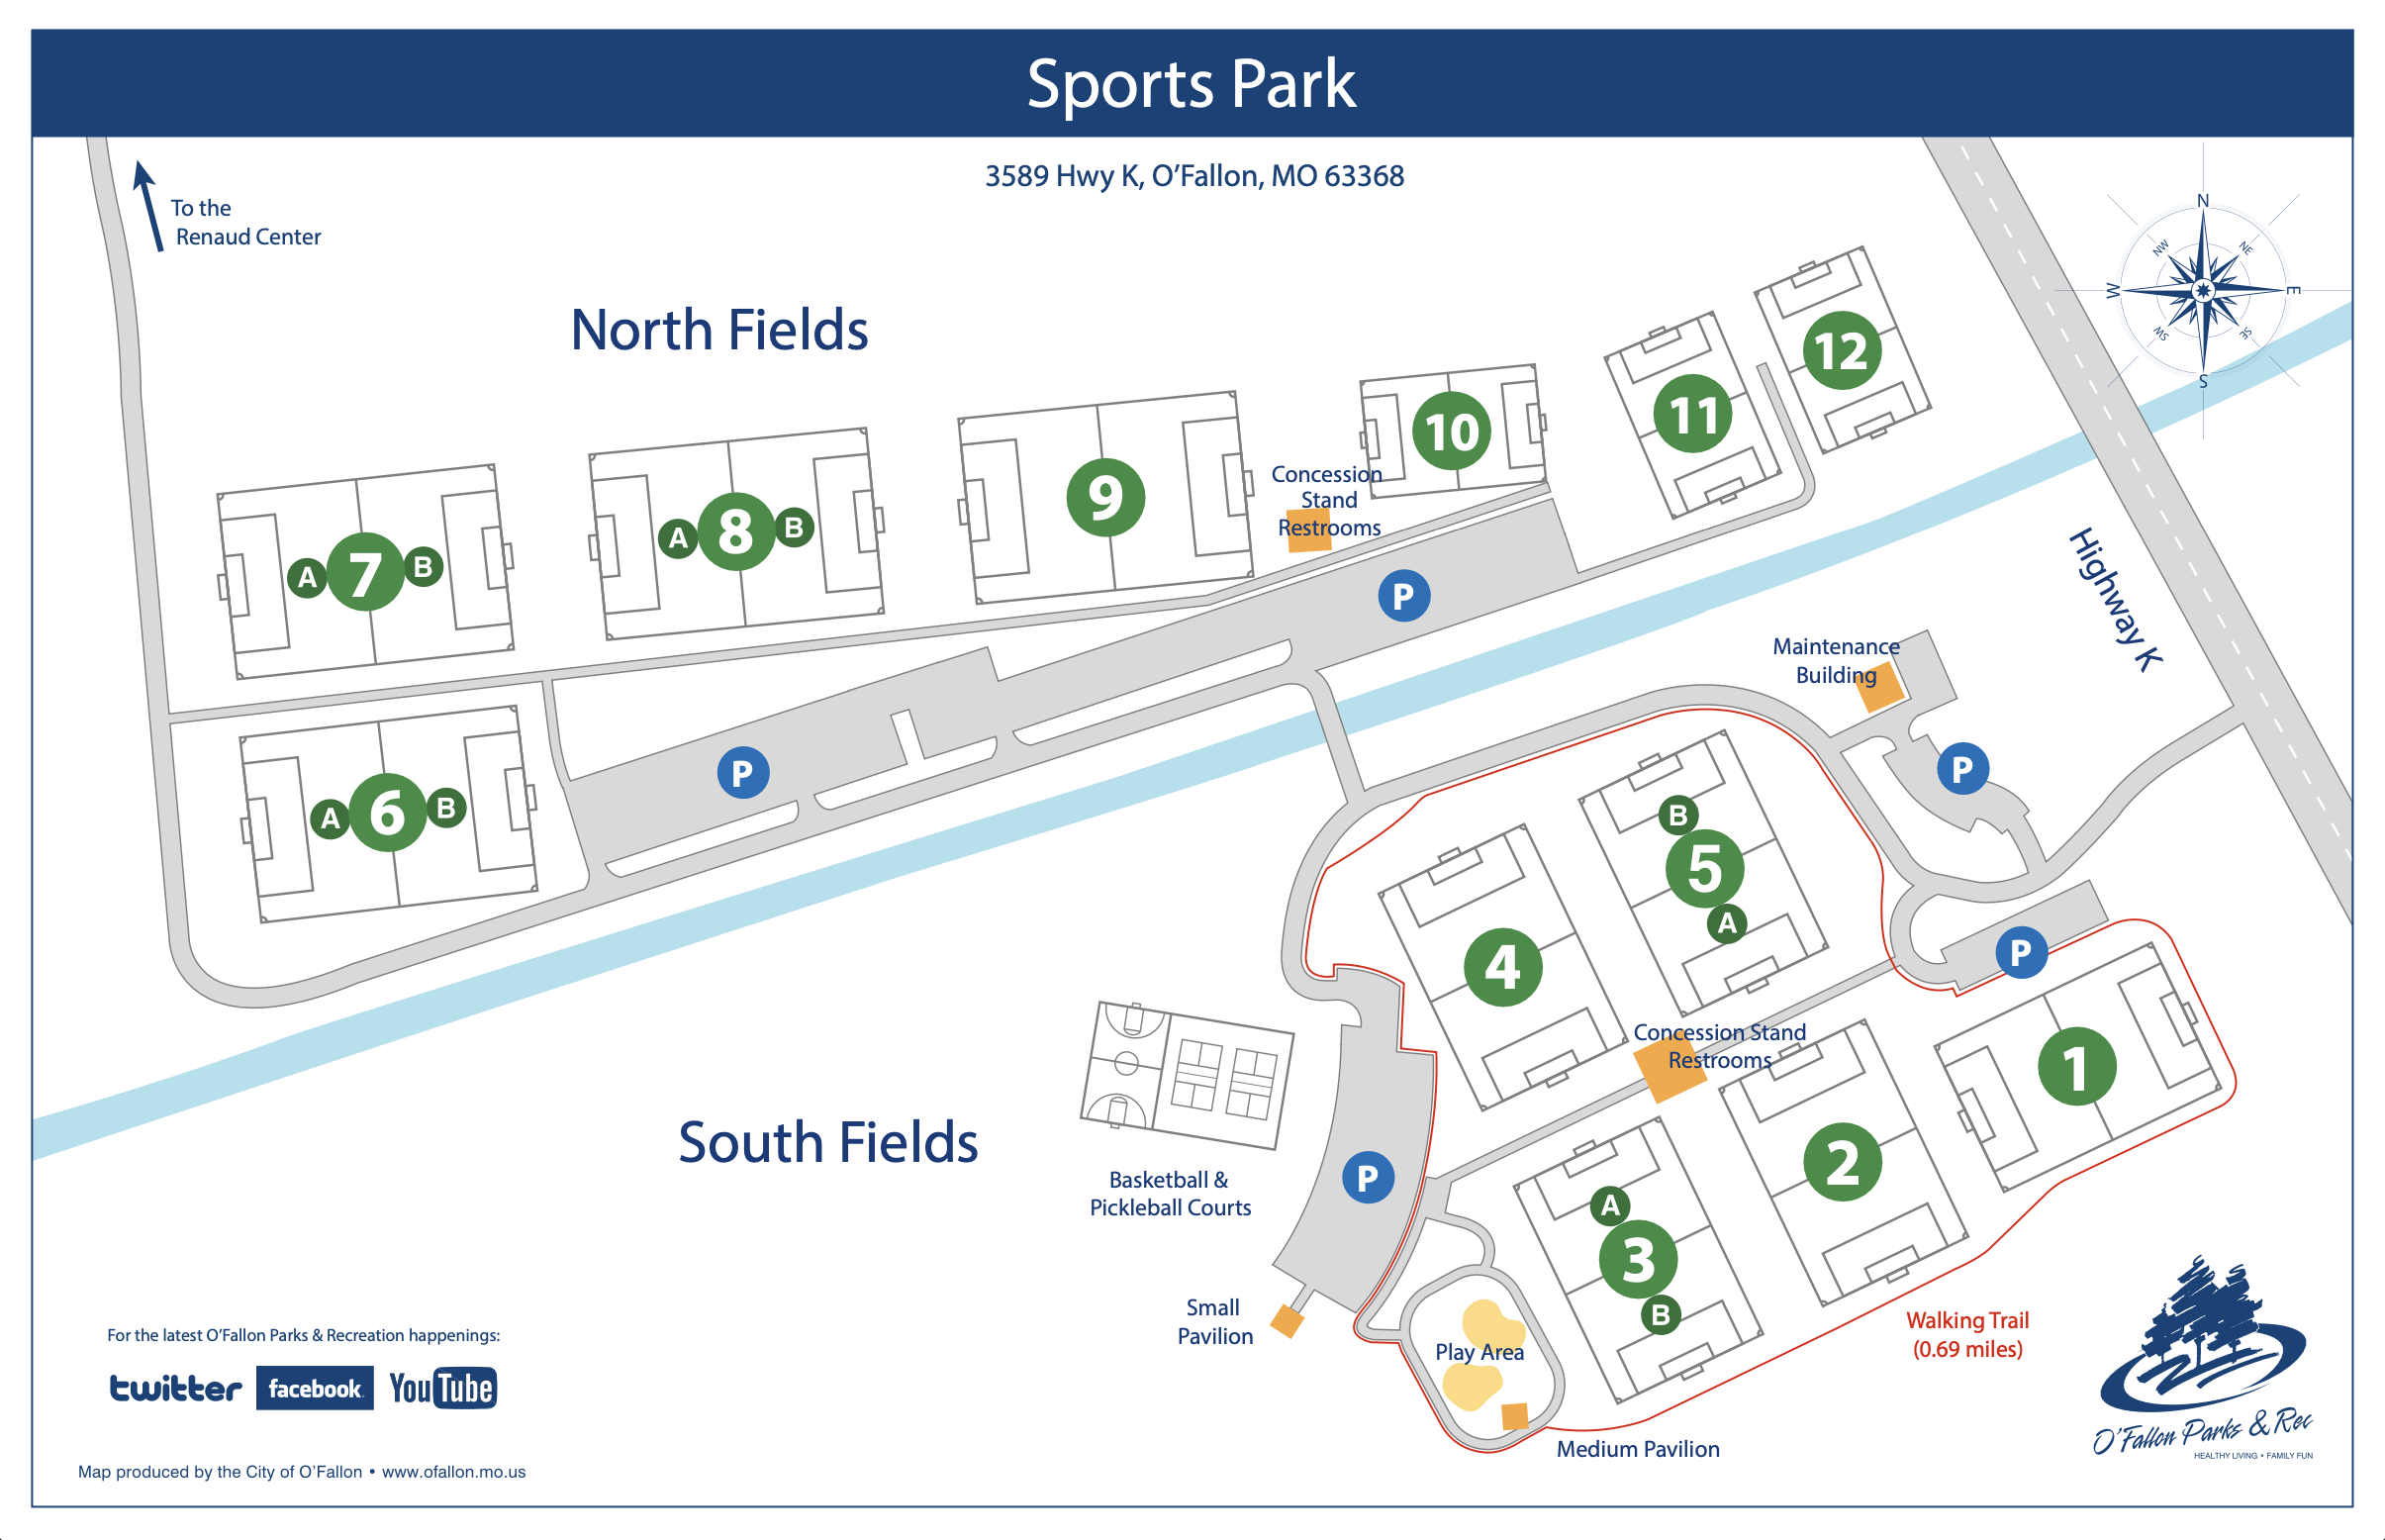 Sports Park
3589 Hwy K, O'Fallon, MO 63368
To the
Renaud Center
N
NW
NE
W
E
SW
SE
S
North Fields
12
11
10
9
Concession
Stand
Restrooms
A 8 B
A 7 B
P
Highway K
Maintenance
Building
P
P
A 6 B
B
5
A
4
P
Concession Stand
Restrooms
1
South Fields
2
Basketball &
Pickleball Courts
P
A
3
B
Small
Pavilion
Play Area
Walking Trail
(0.69 miles)
Medium Pavilion
For the latest O'Fallon Parks & Recreation happenings:
twitter facebook YouTube
Map produced by the City of O'Fallon • www.ofallon.mo.us
O'Fallon Parks & Rec
HEALTHY LIVING • FAMILY FUN